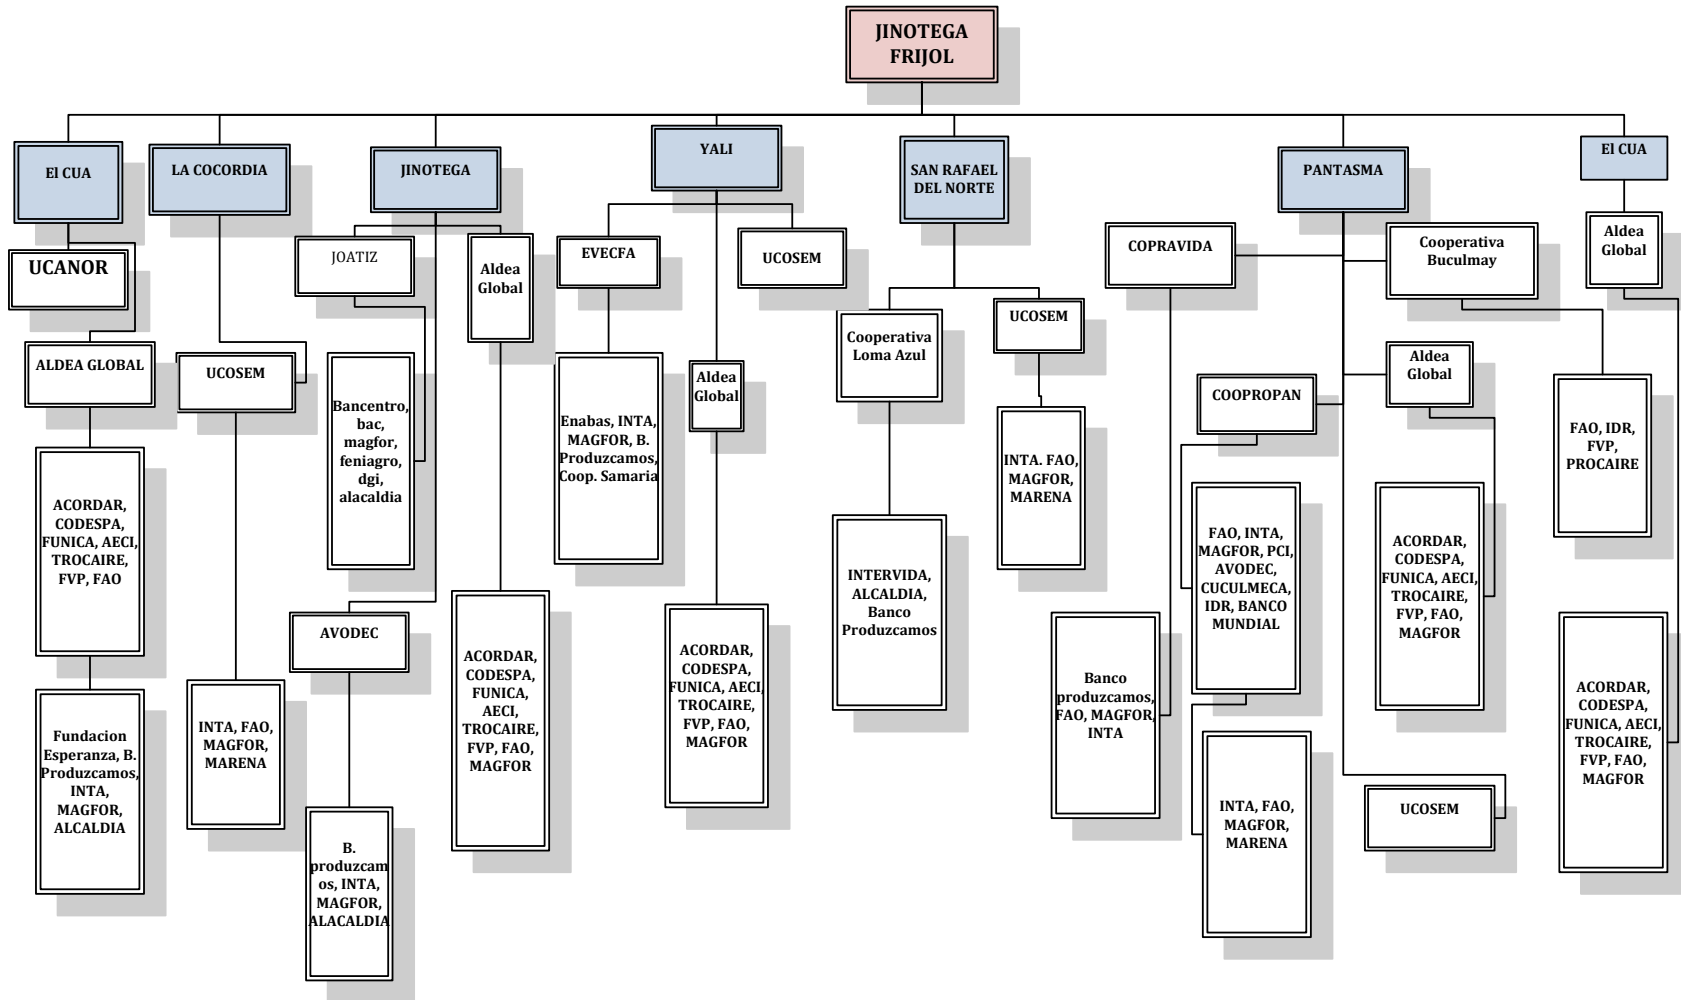 JINOTEGA
FRIJOL
El CUA
LA COCORDIA
JINOTEGA
YALI
SAN RAFAEL
DEL NORTE
PANTASMA
El CUA
UCANOR
ALDEA GLOBAL
ACORDAR,
CODESPA,
FUNICA, AECI,
TROCAIRE,
FVP, FAO
Fundacion
Esperanza, B.
Produzcamos,
INTA,
MAGFOR,
ALCALDIA
UCOSEM
INTA, FAO,
MAGFOR,
MARENA
JOATIZ
Bancentro,
bac,
magfor,
feniagro,
dgi,
alacaldia
AVODEC
B.
produzcam
os, INTA,
MAGFOR,
ALACALDIA
Aldea
Global
ACORDAR,
CODESPA,
FUNICA,
AECI,
TROCAIRE,
FVP, FAO,
MAGFOR
EVECFA
Enabas, INTA,
MAGFOR, B.
Produzcamos,
Coop. Samaria
Aldea
Global
ACORDAR,
CODESPA,
FUNICA, AECI,
TROCAIRE,
FVP, FAO,
MAGFOR
UCOSEM
Cooperativa
Loma Azul
INTERVIDA,
ALCALDIA,
Banco
Produzcamos
UCOSEM
INTA. FAO,
MAGFOR,
MARENA
COPRAVIDA
Banco
produzcamos,
FAO, MAGFOR,
INTA
COOPROPAN
FAO, INTA,
MAGFOR, PCI,
AVODEC,
CUCULMECA,
IDR, BANCO
MUNDIAL
INTA, FAO,
MAGFOR,
MARENA
Cooperativa
Buculmay
FAO, IDR,
FVP,
PROCAIRE
Aldea
Global
ACORDAR,
CODESPA,
FUNICA, AECI,
TROCAIRE,
FVP, FAO,
MAGFOR
UCOSEM
Aldea
Global
ACORDAR,
CODESPA,
FUNICA, AECI,
TROCAIRE,
FVP, FAO,
MAGFOR